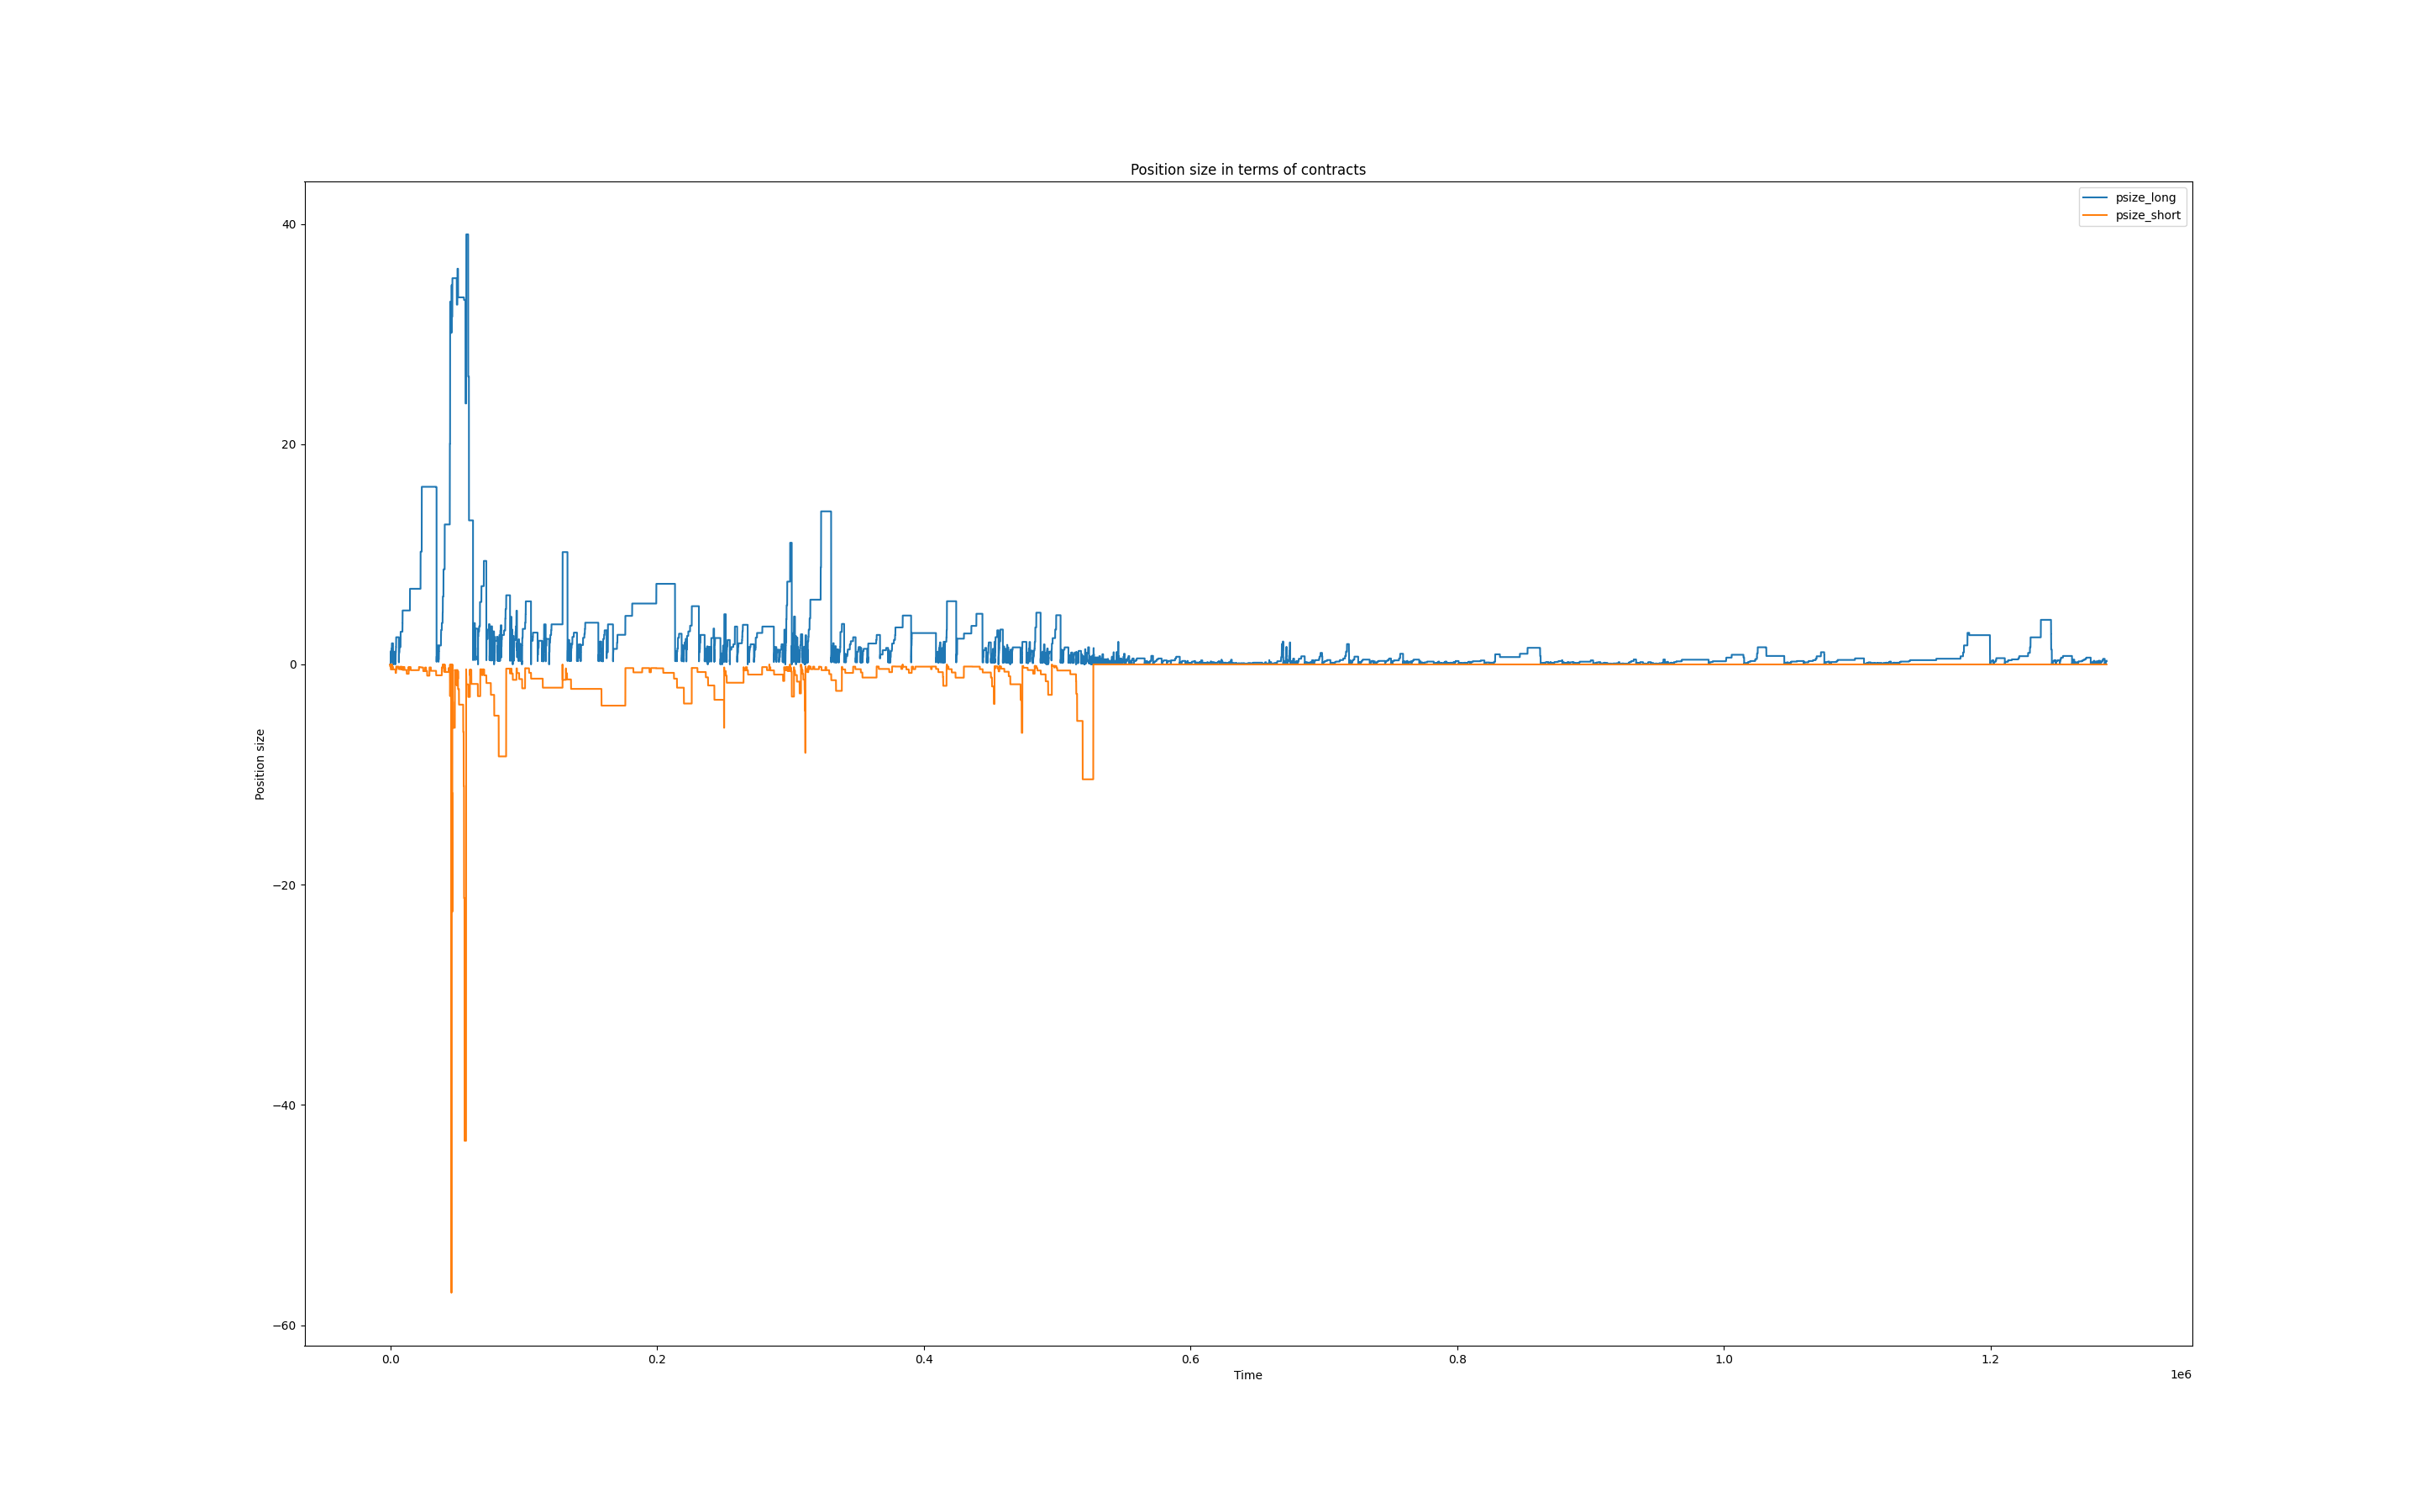 Position size in terms of contracts
psize_long
psize_short
40
20
0
−20
−40
−60
Position size
0.0
0.2
0.4
0.6
0.8
1.0
1.2
Time
1e6